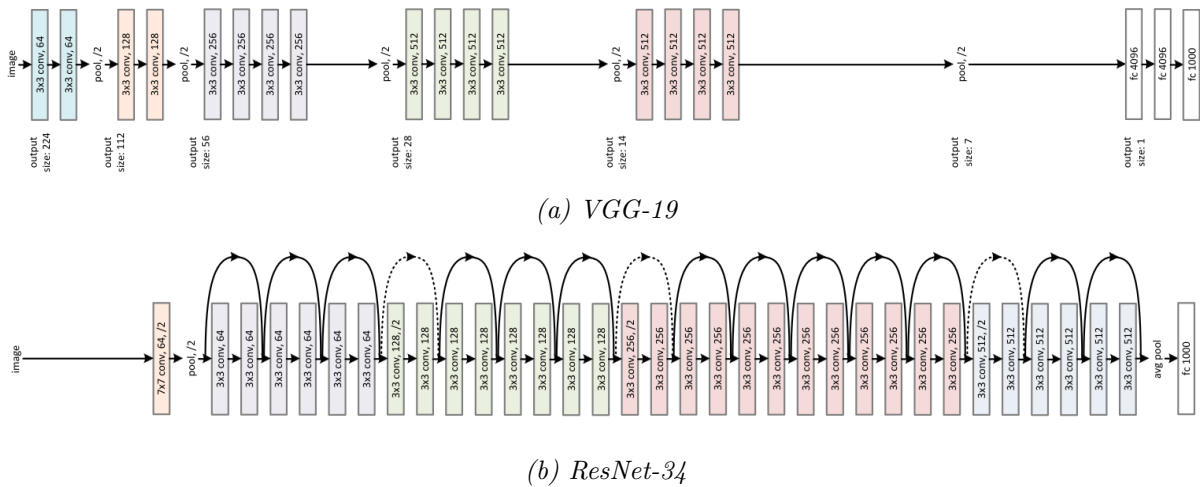 image
3x3 conv, 64
3x3 conv, 64
pool, /2
3x3 conv, 128
3x3 conv, 128
pool, /2
3x3 conv, 256
3x3 conv, 256
3x3 conv, 256
3x3 conv, 256
pool, /2
3x3 conv, 512
3x3 conv, 512
3x3 conv, 512
3x3 conv, 512
pool, /2
3x3 conv, 512
3x3 conv, 512
3x3 conv, 512
3x3 conv, 512
pool, /2
fc 4096
fc 4096
fc 1000
output
size: 224
output
size: 112
output
size: 56
output
size: 28
output
size: 14
output
size: 7
output
size: 1
(a) VGG-19
image
7x7 conv, 64, /2
pool, /2
3x3 conv, 64
3x3 conv, 64
3x3 conv, 64
3x3 conv, 64
3x3 conv, 64
3x3 conv, 64
3x3 conv, 128, /2
3x3 conv, 128
3x3 conv, 128
3x3 conv, 128
3x3 conv, 128
3x3 conv, 128
3x3 conv, 128
3x3 conv, 128
3x3 conv, 256, /2
3x3 conv, 256
3x3 conv, 256
3x3 conv, 256
3x3 conv, 256
3x3 conv, 256
3x3 conv, 256
3x3 conv, 256
3x3 conv, 256
3x3 conv, 256
3x3 conv, 256
3x3 conv, 256
3x3 conv, 512, /2
3x3 conv, 512
3x3 conv, 512
3x3 conv, 512
3x3 conv, 512
3x3 conv, 512
avg pool
fc 1000
(b) ResNet-34